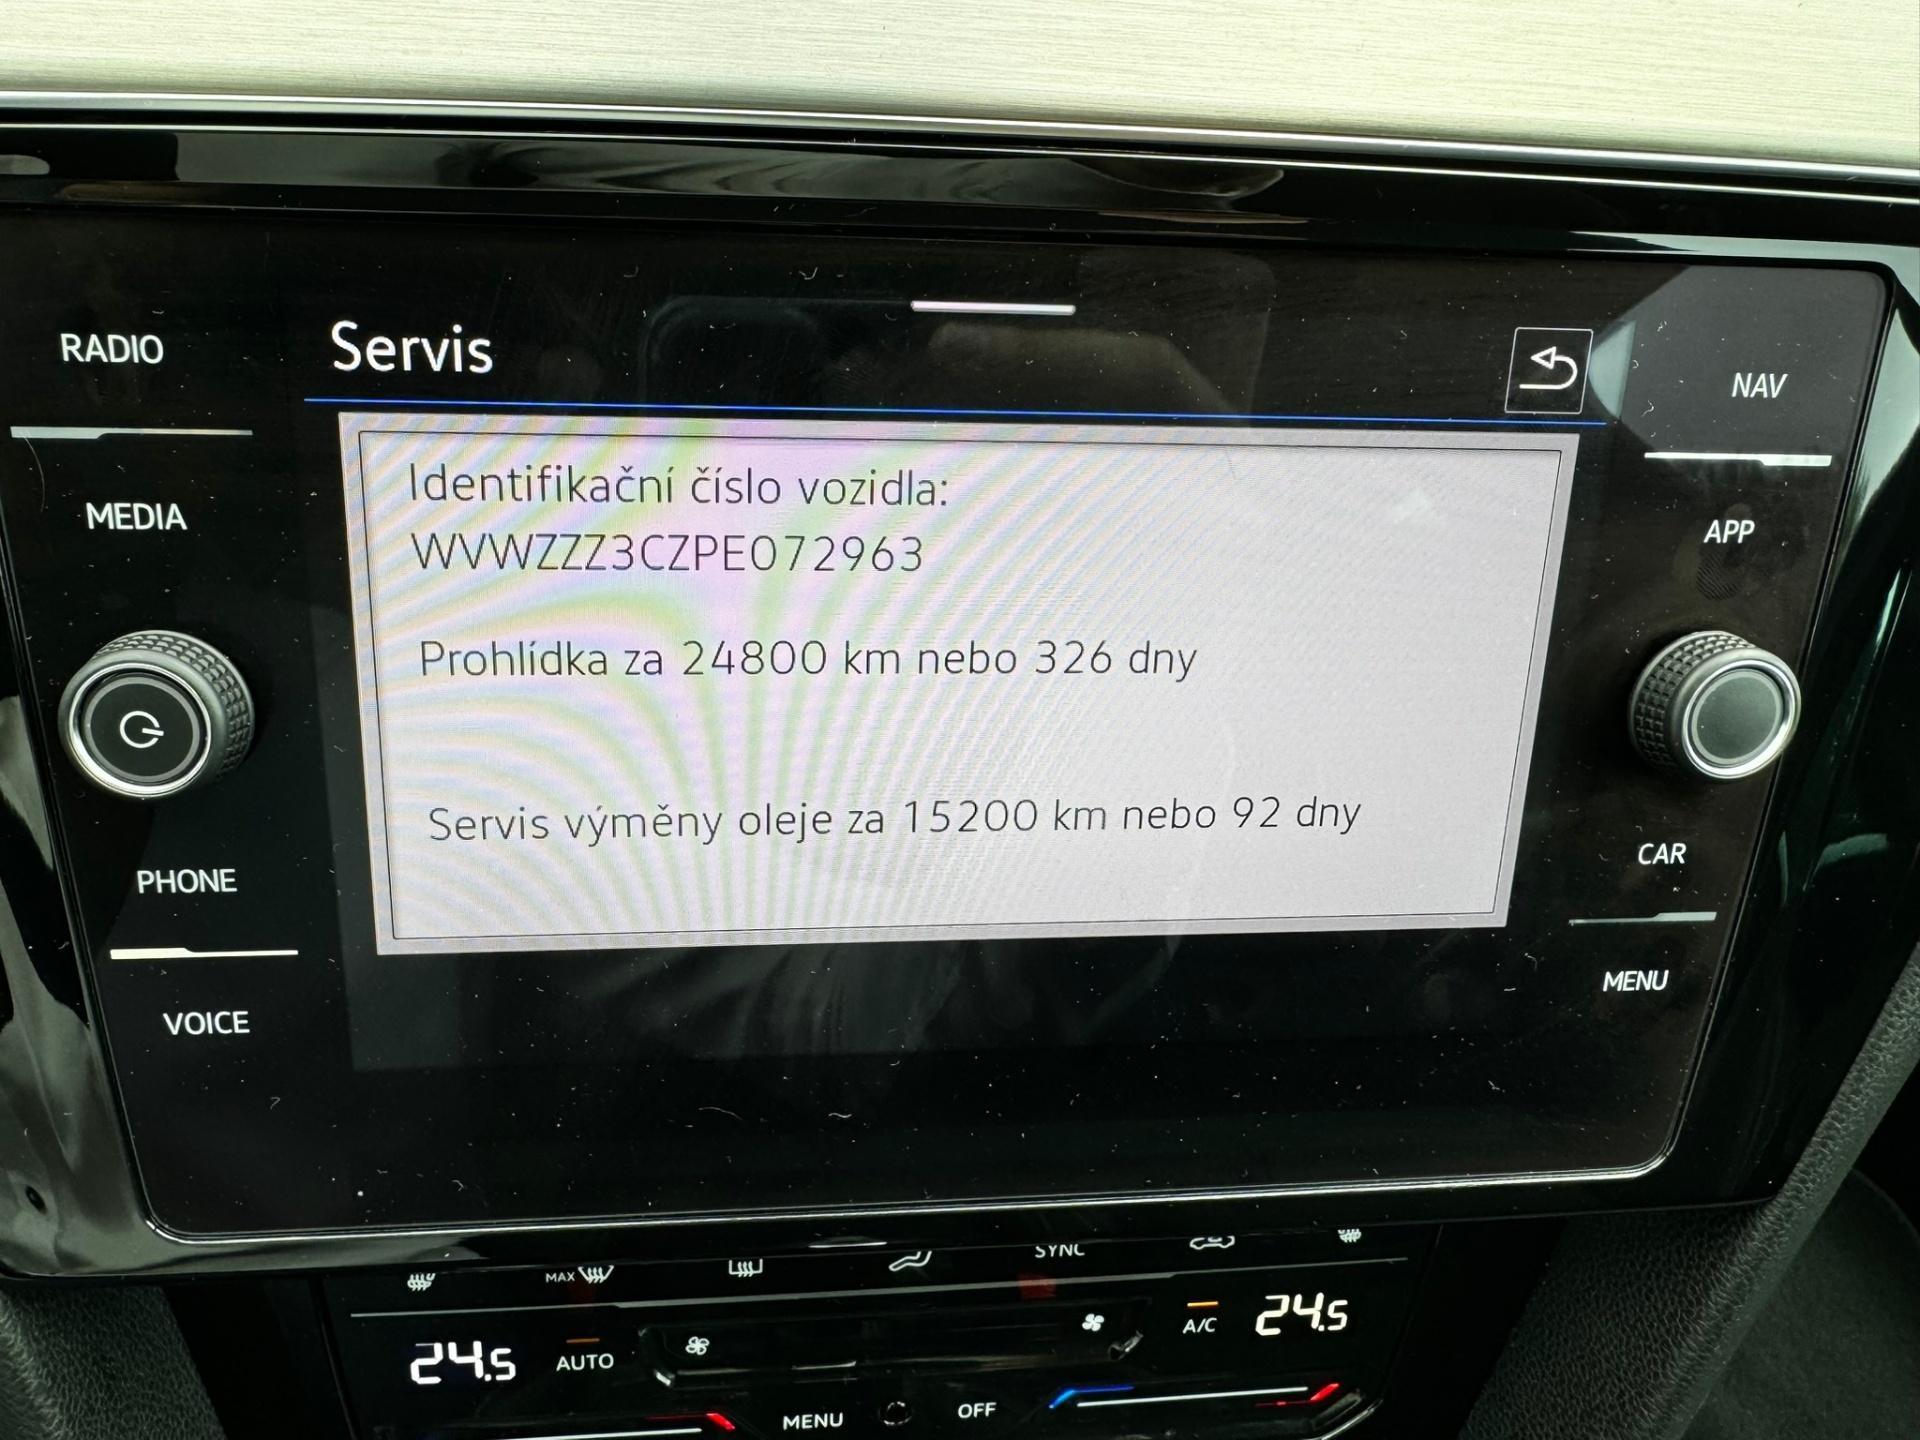 RADIO
MEDIA
PHONE
VOICE
Servis
Identifikační číslo vozidla:
WVWZZZ3CZPE072963
Prohlídka za 24800 km nebo 326 dny
Servis výměny oleje za 15200 km nebo 92 dny
NAV
APP
CAR
MENU
MAX
SYNC
24.5
AUTO
A/C
24.5
MENU
OFF